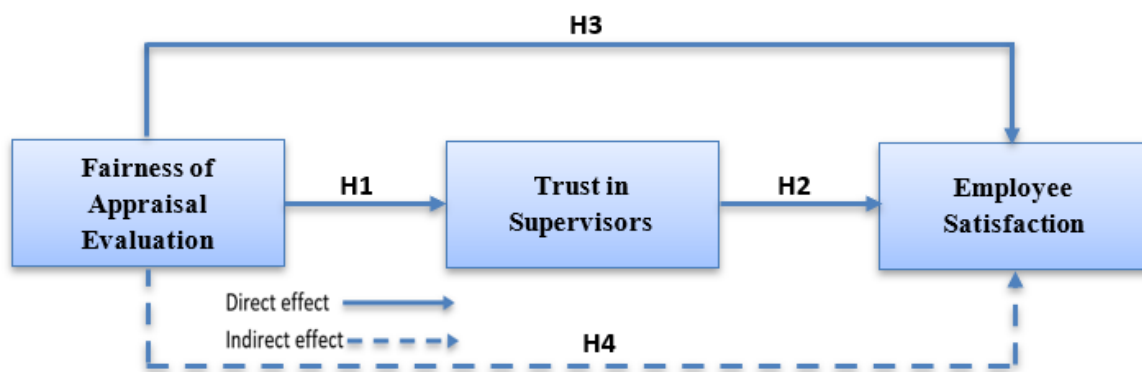 H3
Fairness of
Appraisal
Evaluation
H1
Trust in
Supervisors
H2
Employee
Satisfaction
Direct effect
Indirect effect
H4